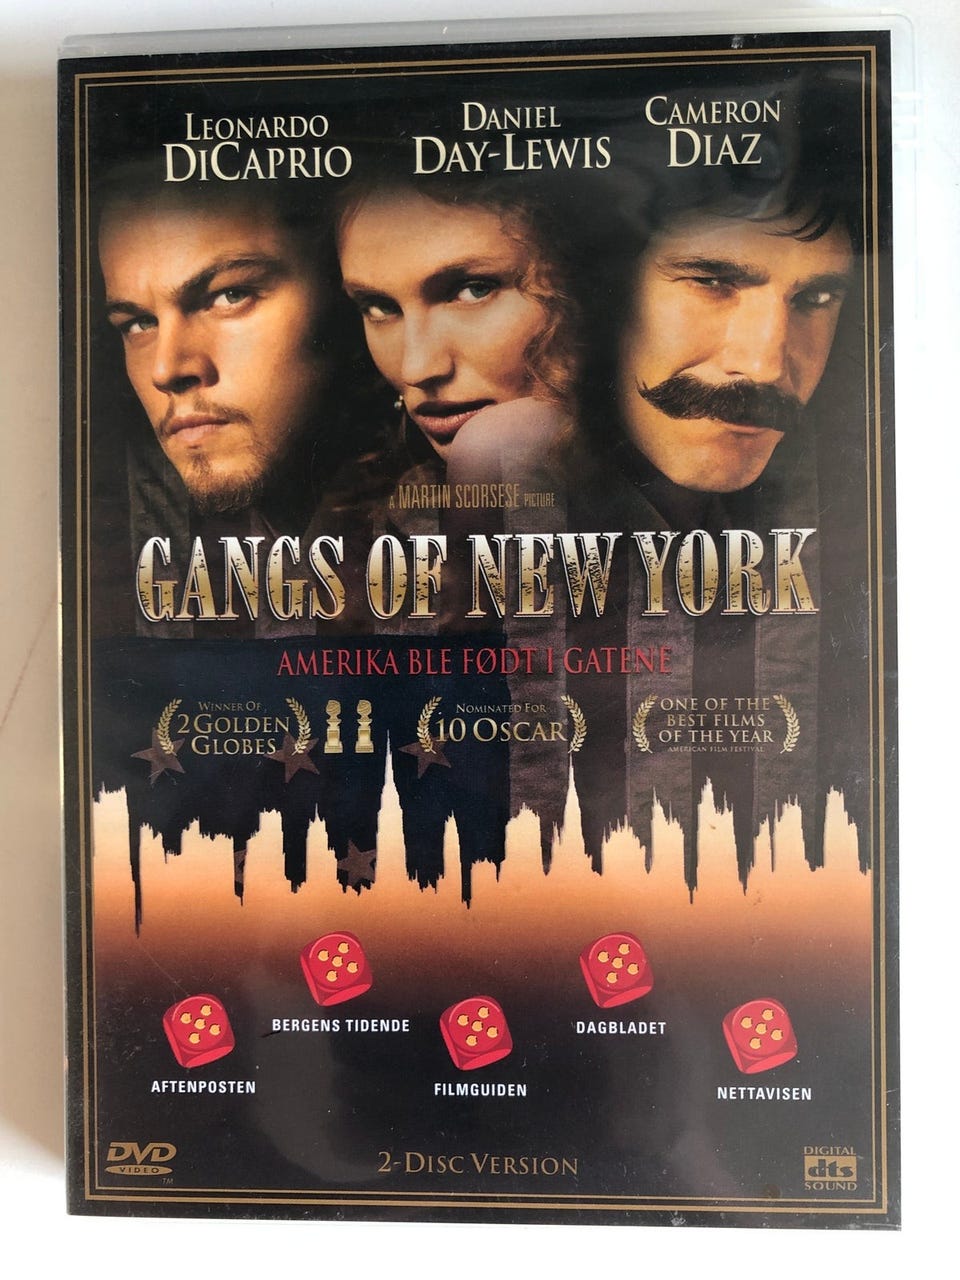 LEONARDO
DICAPRIO
DANIEL
DAY-LEWIS
CAMERON
DIAZ
A MARTIN SCORSESE PICTURE
GANGS OF NEW YORK
AMERIKA BLE FØDT I GATENE
WINNER OF
2 GOLDEN
GLOBES
NOMINATED FOR
10 OSCAR
ONE OF THE
BEST FILMS
OF THE YEAR
AMERICAN FILM FESTIVAL
BERGENS TIDENDE
DAGBLADET
AFTENPOSTEN
FILMGUIDEN
NETTAVISEN
DVD
VIDEO
TM
2-DISC VERSION
DIGITAL
dts
SOUND